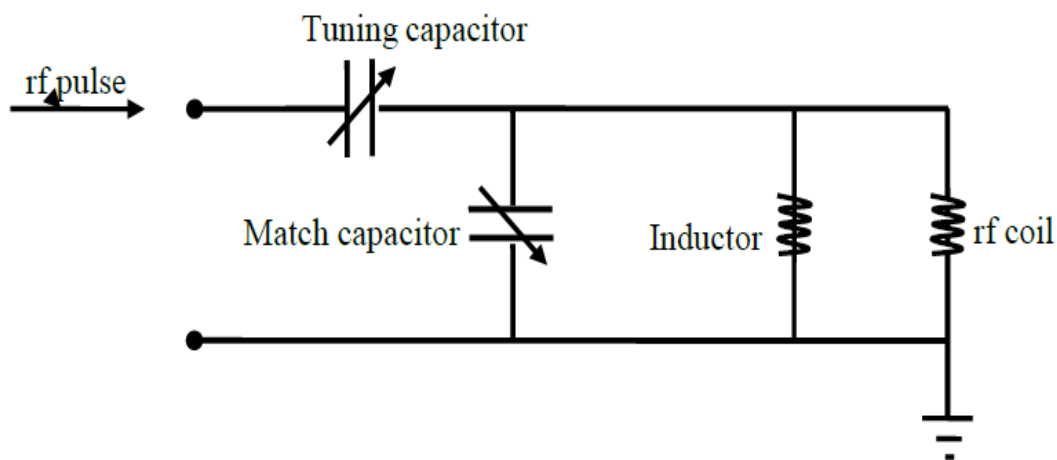 Tuning capacitor
rf pulse
Match capacitor
Inductor
rf coil